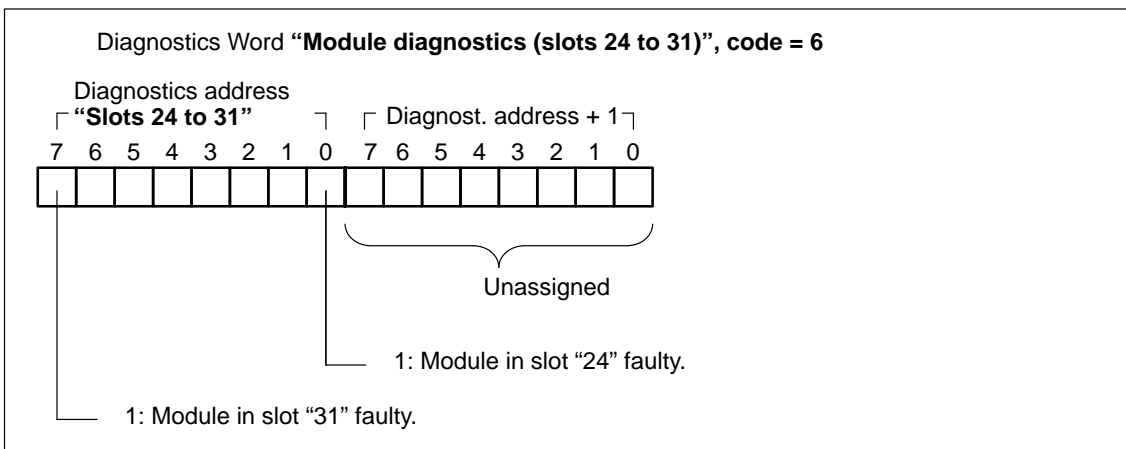 Diagnostics Word “Module diagnostics (slots 24 to 31)”, code = 6
Diagnostics address
“Slots 24 to 31”
Diagnost. address + 1
7 6 5 4 3 2 1 0 7 6 5 4 3 2 1 0
Unassigned
1: Module in slot “24” faulty.
1: Module in slot “31” faulty.